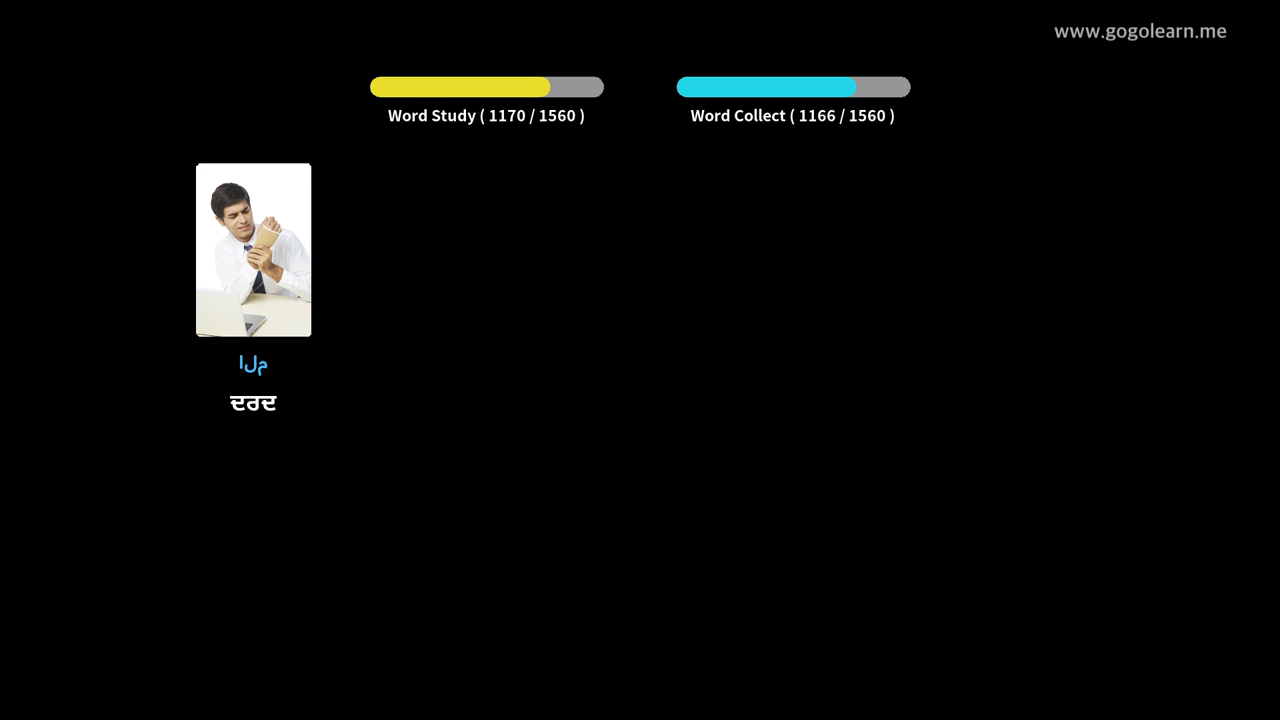 www.gogolearn.me
Word Study ( 1170 / 1560 )
Word Collect ( 1166 / 1560 )
الم
ਦਰਦ